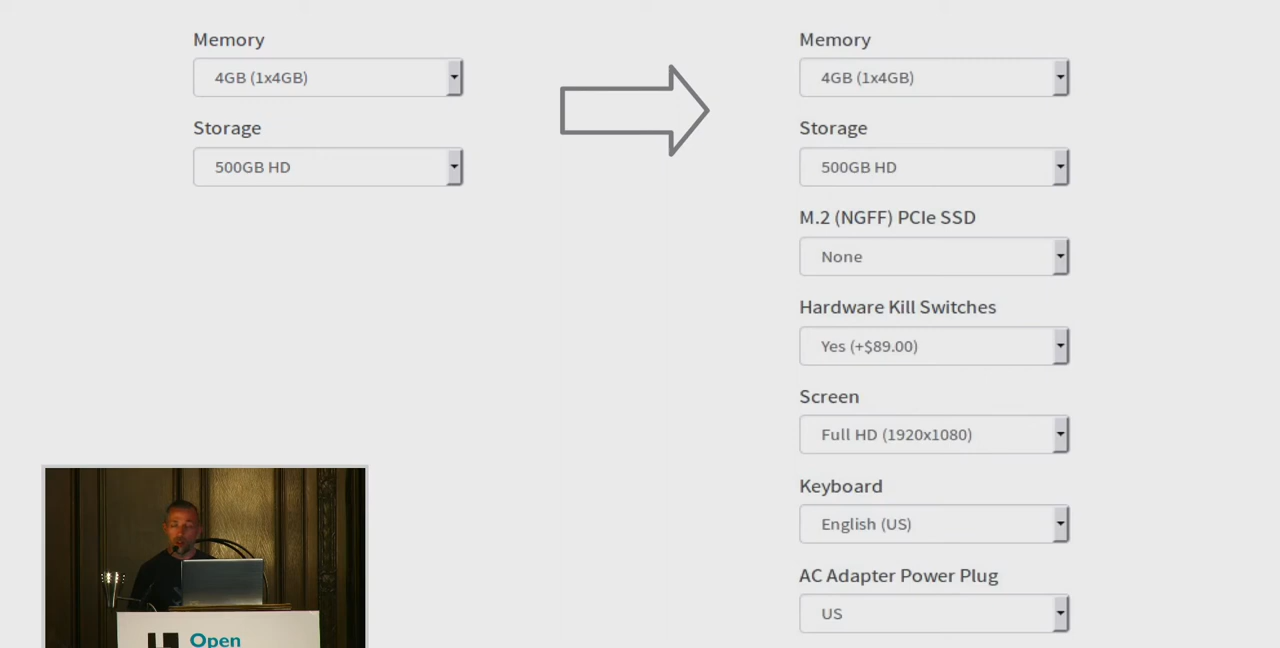 Memory
4GB (1x4GB)
Storage
500GB HD
Memory
4GB (1x4GB)
Storage
500GB HD
M.2 (NGFF) PCIe SSD
None
Hardware Kill Switches
Yes (+$89.00)
Screen
Full HD (1920x1080)
Keyboard
English (US)
AC Adapter Power Plug
US
Open